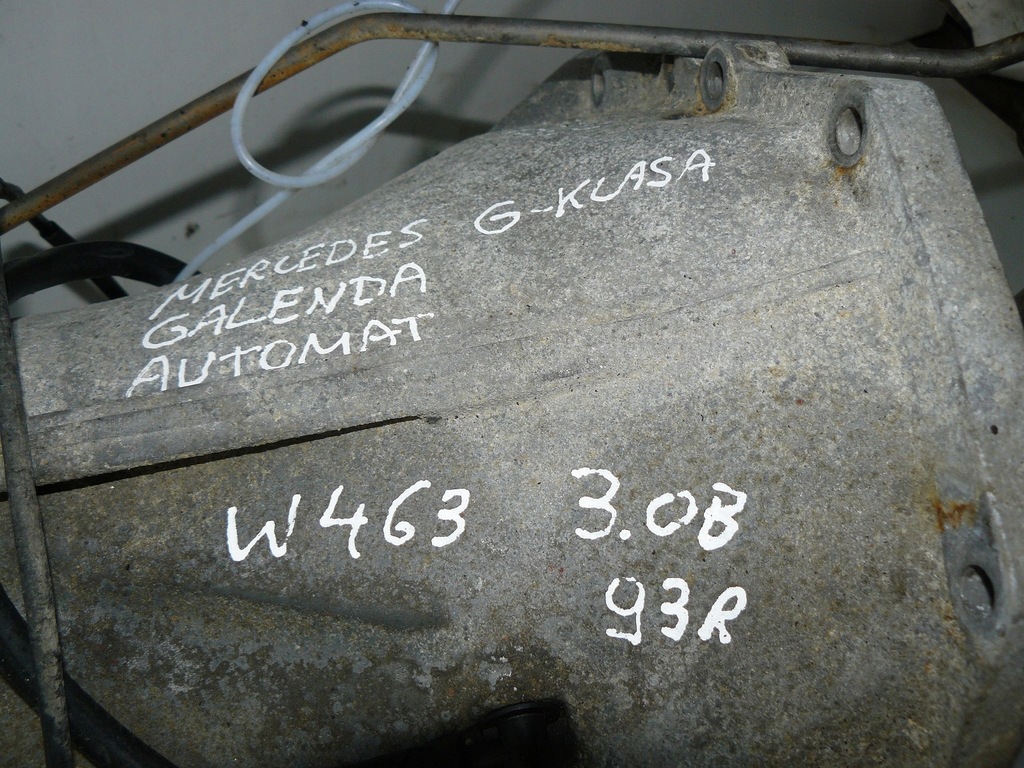 MERCEDES G-KLASA
GALENDA
AUTOMAT
W463 3.0B
93R